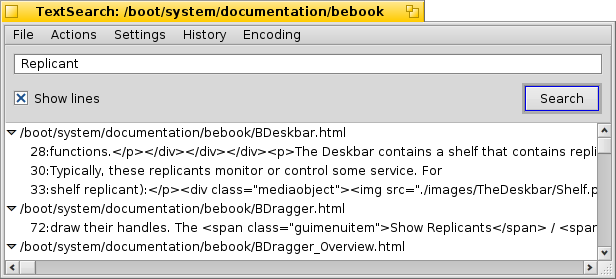 TextSearch: /boot/system/documentation/bebook
File Actions Settings History Encoding
Replicant
Show lines
Search
/boot/system/documentation/bebook/BDeskbar.html
28:functions.</p></div></div></div><p>The Deskbar contains a shelf that contains repli
30:Typically, these replicants monitor or control some service. For
33:shelf replicant):</p><div class="mediaobject"><img src="./images/TheDeskbar/Shelf.p
/boot/system/documentation/bebook/BDragger.html
72:draw their handles. The <span class="guimenuitem">Show Replicants</span> / <span
/boot/system/documentation/bebook/BDragger_Overview.html